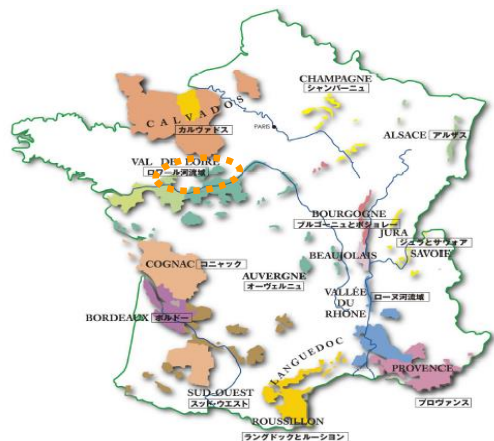 CHAMPAGNE
シャンパーニュ
CALVADOS
カルヴァドス
PARIS
ALSACE アルザス
VAL DE LOIRE
ロワール河流域
BOURGOGNE
ブルゴーニュとボジョレー
JURA
ジュラとサヴォア
SAVOIE
BEAUJOLAIS
COGNAC コニャック
AUVERGNE
オーヴェルニュ
VALLÉE
DU
RHÔNE
ローヌ河流域
BORDEAUX ボルドー
LANGUEDOC
PROVENCE
プロヴァンス
SUD-OUEST
スッド・ウエスト
ROUSSILLON
ラングドックとルーション